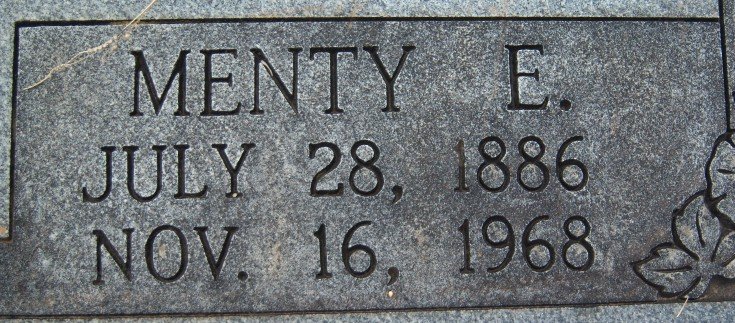 MENTY E.
JULY 28, 1886
NOV. 16, 1968